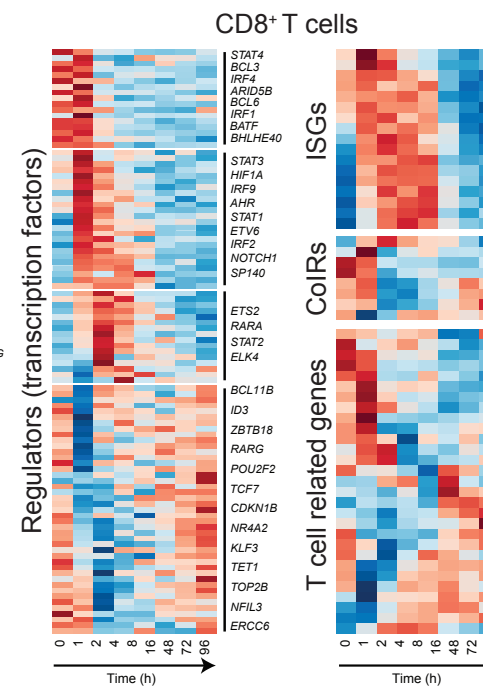 CD8+ T cells
Regulators (transcription factors)
STAT4
BCL3
IRF4
ARID5B
BCL6
IRF1
BATF
BHLHE40
STAT3
HIF1A
IRF9
AHR
STAT1
ETV6
IRF2
NOTCH1
SP140
ETS2
RARA
STAT2
ELK4
BCL11B
ID3
ZBTB18
RARG
POU2F2
TCF7
CDKN1B
NR4A2
KLF3
TET1
TOP2B
NFIL3
ERCC6
0 1 2 4 8 16 48 72 96
Time (h)
ISGs
CoIRs
T cell related genes
0 1 2 4 8 16 48 72
Time (h)